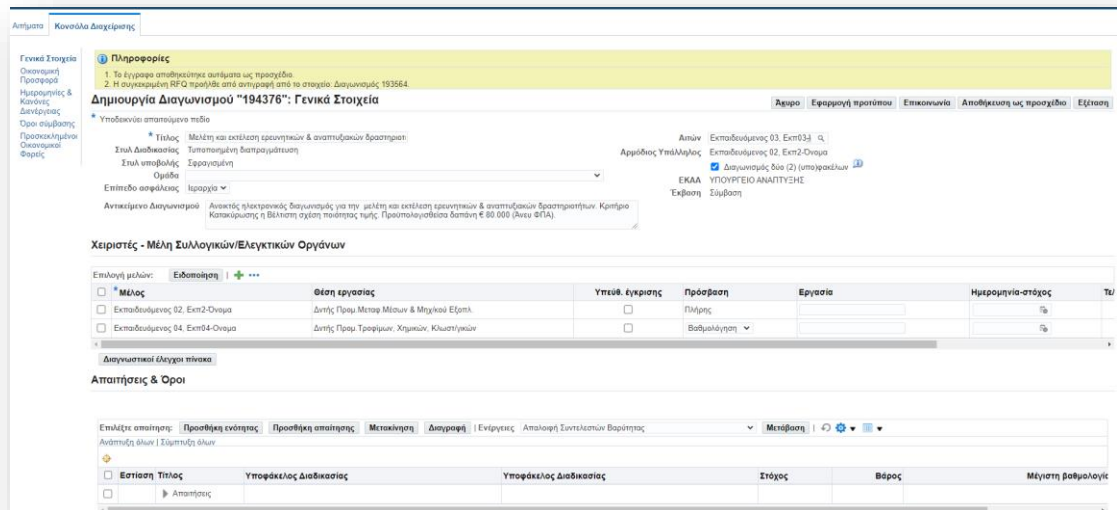 Αιτήματα Κονσόλα Διαχείρισης
Γενικά Στοιχεία
Οικονομική Προσφορά
Ημερομηνίες & Κανόνες Διενέργειας
Όροι σύμβασης
Προσκεκλημένοι Οικονομικοί Φορείς
Πληροφορίες
1. Το έγγραφο αποθηκεύτηκε αυτόματα ως προσχέδιο.
2. Η συγκεκριμένη RFQ προήλθε από αντιγραφή από το στοιχείο: Διαγωνισμός 193564.
Δημιουργία Διαγωνισμού "194376": Γενικά Στοιχεία
Άκυρο Εφαρμογή προτύπου Επικοινωνία Αποθήκευση ως προσχέδιο Εξέταση
* Υποδεικνύει απαιτούμενο πεδίο
* Τίτλος Μελέτη και εκτέλεση ερευνητικών & αναπτυξιακών δραστηριοτ
Στυλ Διαδικασίας Τυποποιημένη διαπραγμάτευση
Στυλ υποβολής Σφραγισμένη
Ομάδα
Επίπεδο ασφάλειας Ιεραρχία
Αιτών Εκπαιδευόμενος 03, Εκπ03-
Αρμόδιος Υπάλληλος Εκπαιδευόμενος 02, Εκπ2-Όνομα
Διαγωνισμός δύο (2) (υπο)φακέλων
ΕΚΑΑ ΥΠΟΥΡΓΕΙΟ ΑΝΑΠΤΥΞΗΣ
Έκβαση Σύμβαση
Αντικείμενο Διαγωνισμού Ανοικτός ηλεκτρονικός διαγωνισμός για την μελέτη και εκτέλεση ερευνητικών & αναπτυξιακών δραστηριοτήτων. Κριτήριο
Κατακύρωσης η Βέλτιστη σχέση ποιότητας τιμής. Προϋπολογισθείσα δαπάνη € 80.000 (Άνευ ΦΠΑ).
Χειριστές - Μέλη Συλλογικών/Ελεγκτικών Οργάνων
Επιλογή μελών: Ειδοποίηση | ...
* Μέλος Θέση εργασίας Υπεύθ. έγκρισης Πρόσβαση Εργασία Ημερομηνία-στόχος Τε/
Εκπαιδευόμενος 02, Εκπ2-Όνομα Δντής Προμ.Μεταφ.Μέσων & Μηχ/κού Εξοπλ. Πλήρης
Εκπαιδευόμενος 04, Εκπ04-Ονομα Δντής Προμ.Τροφίμων, Χημικών, Κλωστ/γικών Βαθμολόγηση
Διαγνωστικοί έλεγχοι πίνακα
Απαιτήσεις & Όροι
Επιλέξτε απαίτηση: Προσθήκη ενότητας Προσθήκη απαίτησης Μετακίνηση Διαγραφή | Ενέργειες Απαλοιφή Συντελεστών Βαρύτητας Μετάβαση |
Ανάπτυξη όλων | Σύμπτυξη όλων
Εστίαση Τίτλος Υποφάκελος Διαδικασίας Υποφάκελος Διαδικασίας Στόχος Βάρος Μέγιστη βαθμολογία
Απαιτήσεις